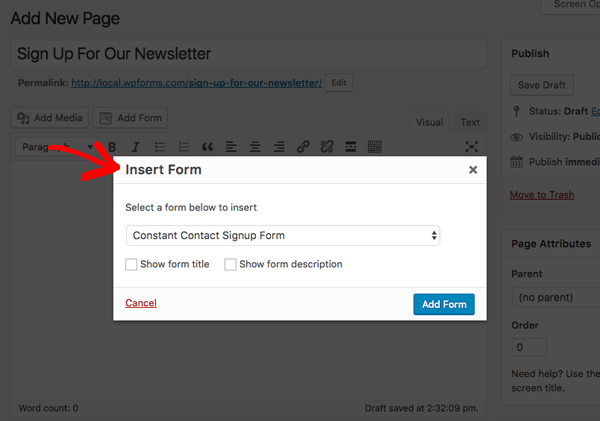 Screen Op
Add New Page
Sign Up For Our Newsletter
Permalink: http://local.wpforms.com/sign-up-for-our-newsletter/ Edit
Add Media Add Form Visual Text
Paragraph
Insert Form
Select a form below to insert
Constant Contact Signup Form
Show form title Show form description
Cancel Add Form
Word count: 0 Draft saved at 2:32:09 pm.
Publish
Save Draft
Status: Draft Ed
Visibility: Public
Publish immedi
Move to Trash
Page Attributes
Parent
(no parent)
Order
0
Need help? Use the
screen title.